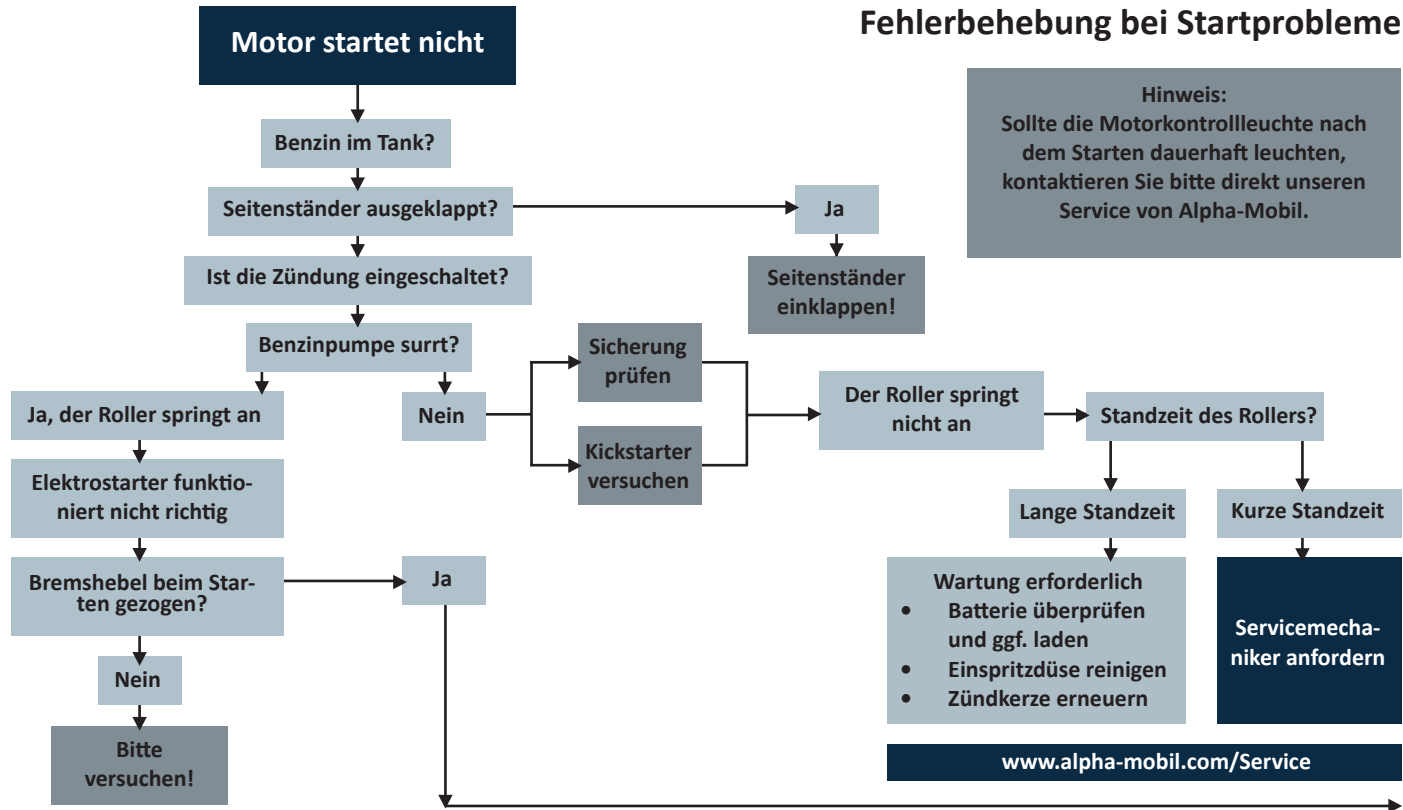 Fehlerbehebung bei Startprobleme
Motor startet nicht
Hinweis:
Sollte die Motorkontrollleuchte nach
dem Starten dauerhaft leuchten,
kontaktieren Sie bitte direkt unseren
Service von Alpha-Mobil.
Benzin im Tank?
Seitenständer ausgeklappt?
Ja
Seitenständer
einklappen!
Ist die Zündung eingeschaltet?
Benzinpumpe surrt?
Ja, der Roller springt an
Nein
Sicherung
prüfen
Kickstarter
versuchen
Der Roller springt
nicht an
Standzeit des Rollers?
Lange Standzeit
Kurze Standzeit
Elektrostarter funktio-
niert nicht richtig
Bremshebel beim Star-
ten gezogen?
Ja
Nein
Bitte
versuchen!
Wartung erforderlich
• Batterie überprüfen
und ggf. laden
• Einspritzdüse reinigen
• Zündkerze erneuern
Servicemecha-
niker anfordern
www.alpha-mobil.com/Service